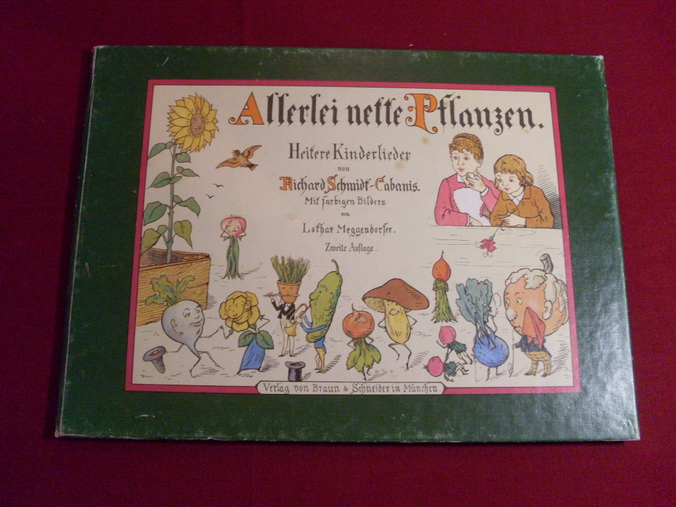 Allerlei nette Pflanzen.
Heitere Kinderlieder
von
Richard Schmidt-Cabanis.
Mit farbigen Bildern
von
Lothar Meggendorfer.
Zweite Auflage.
Verlag von Braun & Schneider in München